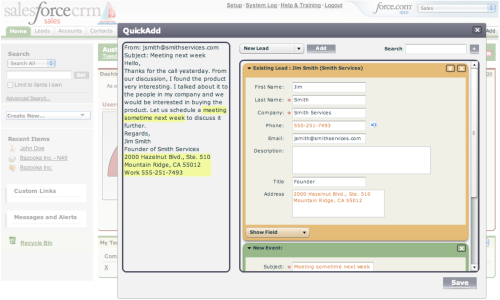 salesforcecrm
sales
Setup · System Log · Help & Training · Logout
force.com
Sales
Home Leads Accounts Contacts
Add
Search
Search All
Limit to items I own
Advanced Search...
Create New...
Recent Items
John Doe
Bazooka Inc. - N45
Bazooka Inc.
Custom Links
Messages and Alerts
Recycle Bin
QuickAdd
From: jsmith@smithservices.com
Subject: Meeting next week
Hello,
Thanks for the call yesterday. From
our discussion, I found the product
very interesting. I talked about it to
the people in my company and we
would be interested in buying the
product. Let us schedule a meeting
sometime next week to discuss it
further.
Regards,
Jim Smith
Founder of Smith Services
2000 Hazelnut Blvd., Ste. 510
Mountain Ridge, CA 55012
Work 555-251-7493
New Lead
Add
Search
Existing Lead : Jim Smith (Smith Services)
First Name: Jim
Last Name: Smith
Company: Smith Services
Phone: 555-251-7493
Email: jsmith@smithservices.com
Description:
Title Founder
Address 2000 Hazelnut Blvd., Ste. 510
Mountain Ridge, CA 55012
Show Field
New Event:
Subject: Meeting sometime next week
Save
My Tas
Com
X